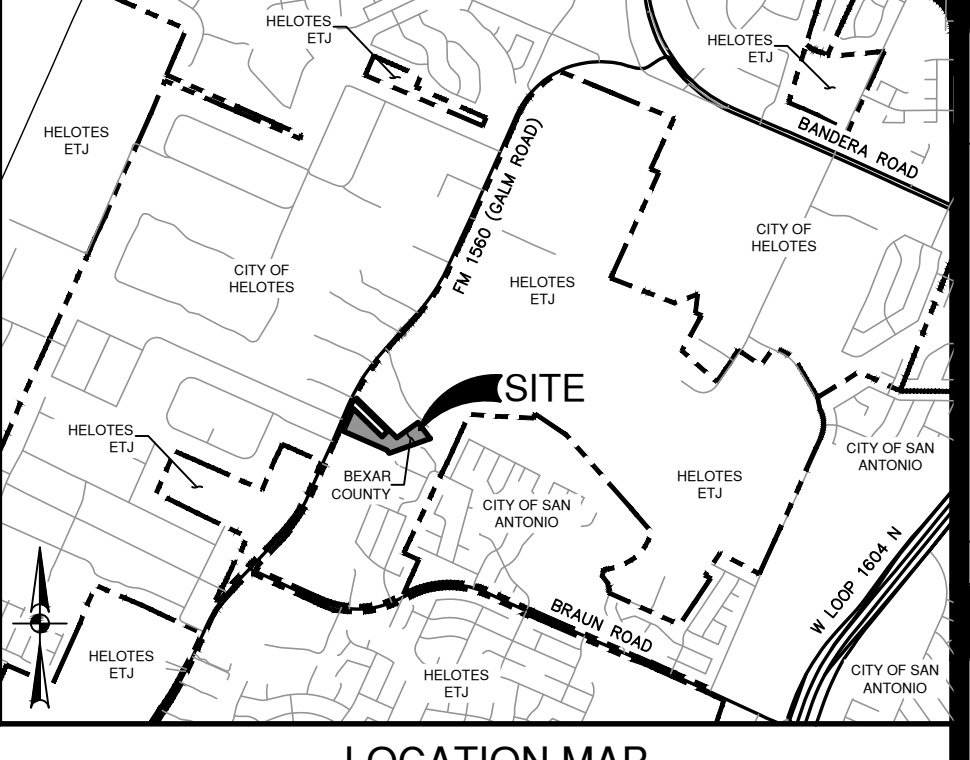 HELOTES
ETJ
HELOTES
ETJ
HELOTES
ETJ
BANDERA ROAD
FM 1560 (GALM ROAD)
CITY OF
HELOTES
CITY OF
HELOTES
HELOTES
ETJ
SITE
HELOTES
ETJ
BEXAR
COUNTY
CITY OF SAN
ANTONIO
HELOTES
ETJ
CITY OF SAN
ANTONIO
W LOOP 1604 N
BRAUN ROAD
HELOTES
ETJ
HELOTES
ETJ
CITY OF SAN
ANTONIO
LOCATION MAP